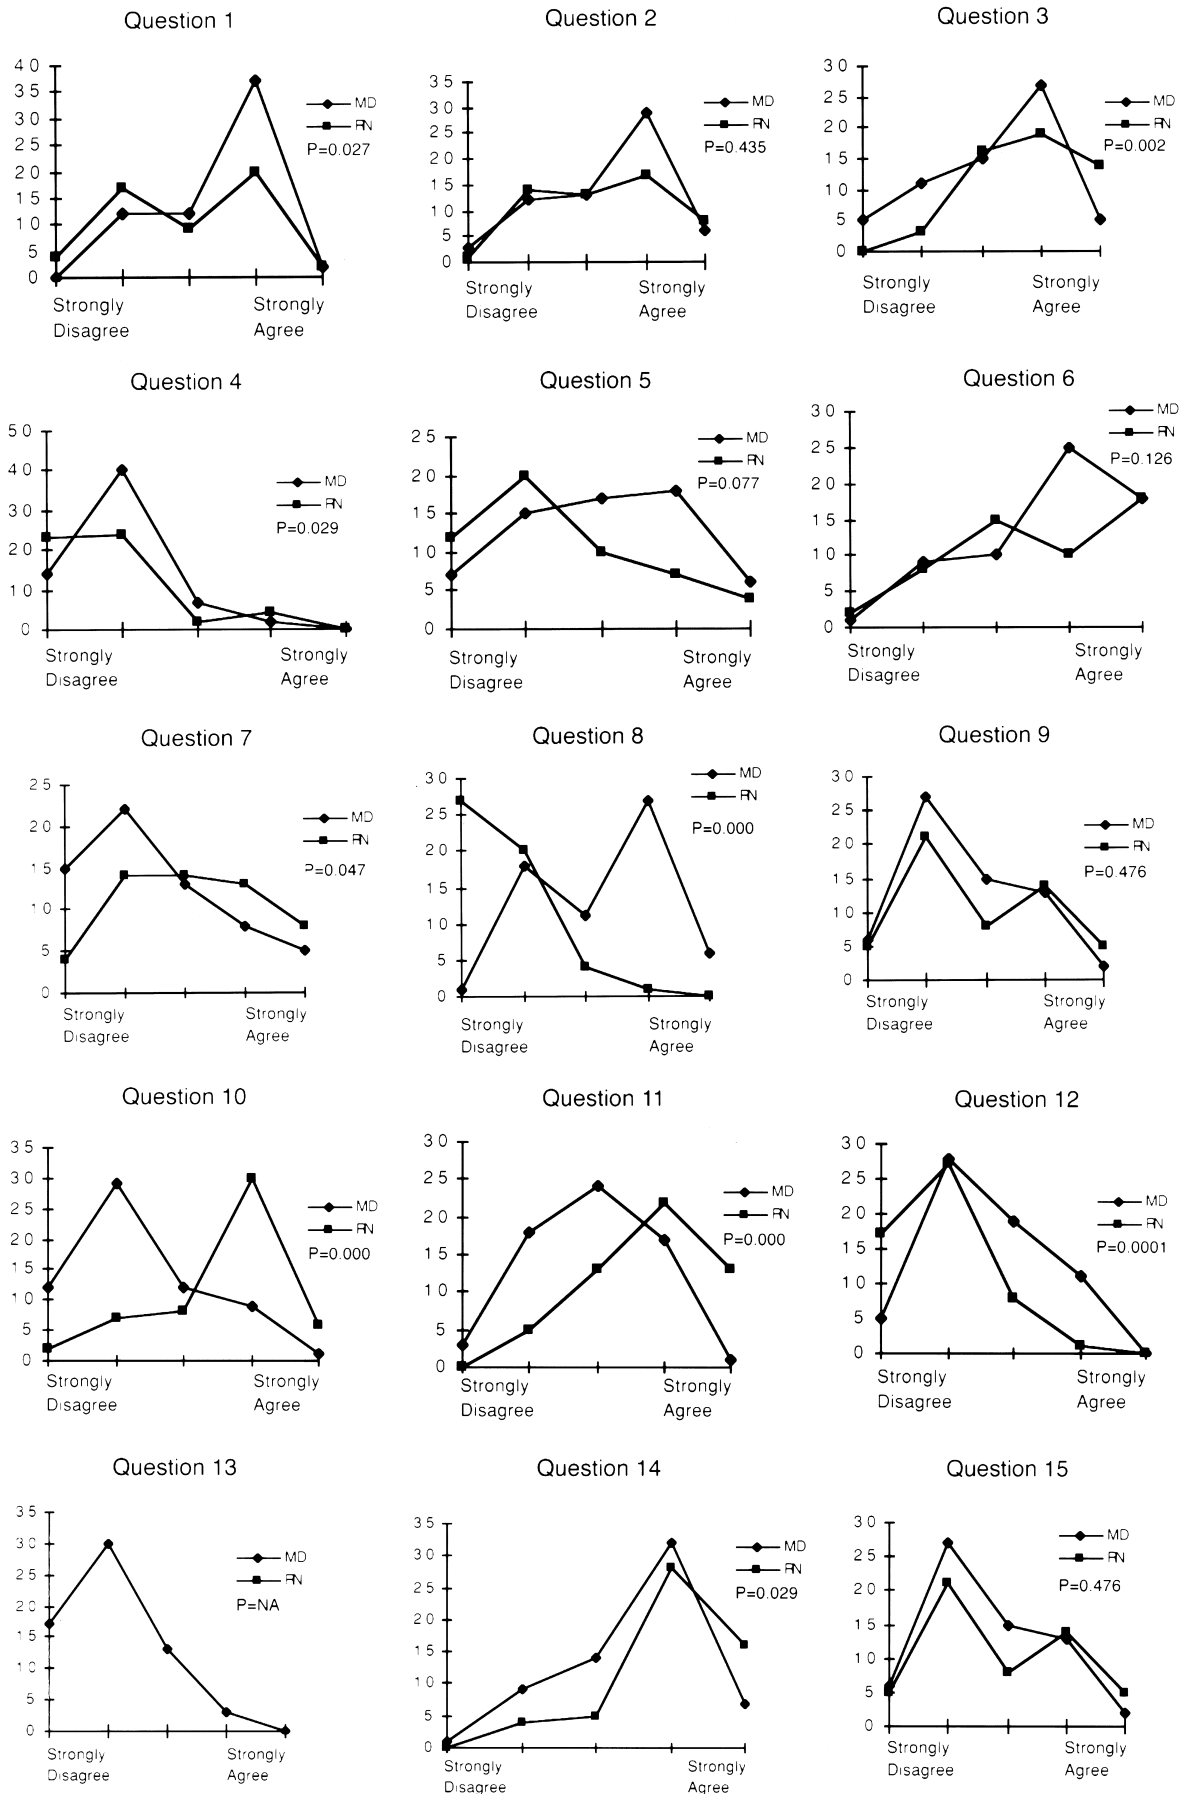 Question 1
40
35
30
25
20
15
10
5
0
MD
RN
P=0.027
Strongly Disagree
Strongly Agree
Question 2
35
30
25
20
15
10
5
0
MD
RN
P=0.435
Strongly Disagree
Strongly Agree
Question 3
30
25
20
15
10
5
0
MD
RN
P=0.002
Strongly Disagree
Strongly Agree
Question 4
50
40
30
20
10
0
MD
RN
P=0.029
Strongly Disagree
Strongly Agree
Question 5
25
20
15
10
5
0
MD
RN
P=0.077
Strongly Disagree
Strongly Agree
Question 6
30
25
20
15
10
5
0
MD
RN
P=0.126
Strongly Disagree
Strongly Agree
Question 7
25
20
15
10
5
0
MD
RN
P=0.047
Strongly Disagree
Strongly Agree
Question 8
30
25
20
15
10
5
0
MD
RN
P=0.000
Strongly Disagree
Strongly Agree
Question 9
30
25
20
15
10
5
0
MD
RN
P=0.476
Strongly Disagree
Strongly Agree
Question 10
35
30
25
20
15
10
5
0
MD
RN
P=0.000
Strongly Disagree
Strongly Agree
Question 11
30
25
20
15
10
5
0
MD
RN
P=0.000
Strongly Disagree
Strongly Agree
Question 12
30
25
20
15
10
5
0
MD
RN
P=0.0001
Strongly Disagree
Strongly Agree
Question 13
35
30
25
20
15
10
5
0
MD
RN
P=NA
Strongly Disagree
Strongly Agree
Question 14
35
30
25
20
15
10
5
0
MD
RN
P=0.029
Strongly Disagree
Strongly Agree
Question 15
30
25
20
15
10
5
0
MD
RN
P=0.476
Strongly Disagree
Strongly Agree